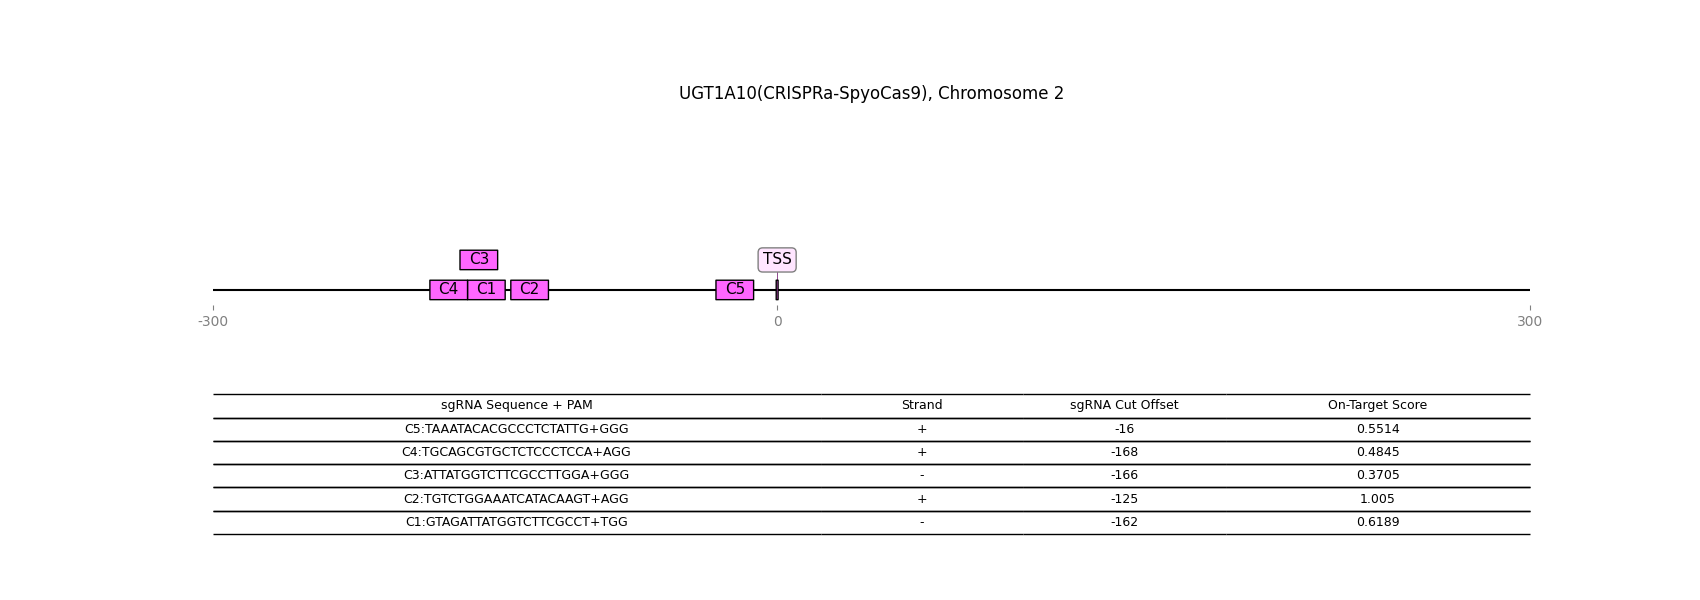 UGT1A10(CRISPRa-SpyoCas9), Chromosome 2
C3 TSS
C4 C1 C2 C5
-300 0 300
sgRNA Sequence + PAM Strand sgRNA Cut Offset On-Target Score
C5:TAAATACACGCCCTCTATTG+GGG + -16 0.5514
C4:TGCAGCGTGCTCTCCCTCCA+AGG + -168 0.4845
C3:ATTATGGTCTTCGCCTTGGA+GGG - -166 0.3705
C2:TGTCTGGAAATCATACAAGT+AGG + -125 1.005
C1:GTAGATTATGGTCTTCGCCT+TGG - -162 0.6189